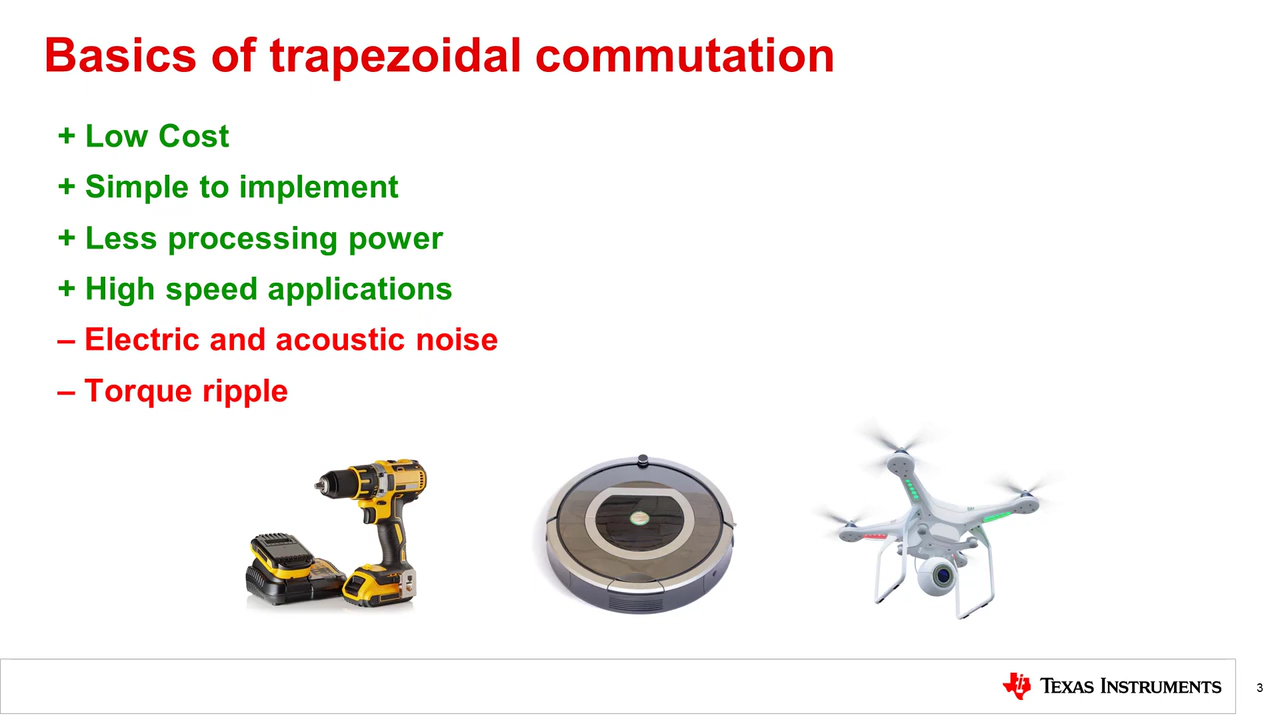 Basics of trapezoidal commutation
+ Low Cost
+ Simple to implement
+ Less processing power
+ High speed applications
– Electric and acoustic noise
– Torque ripple
TEXAS INSTRUMENTS
3